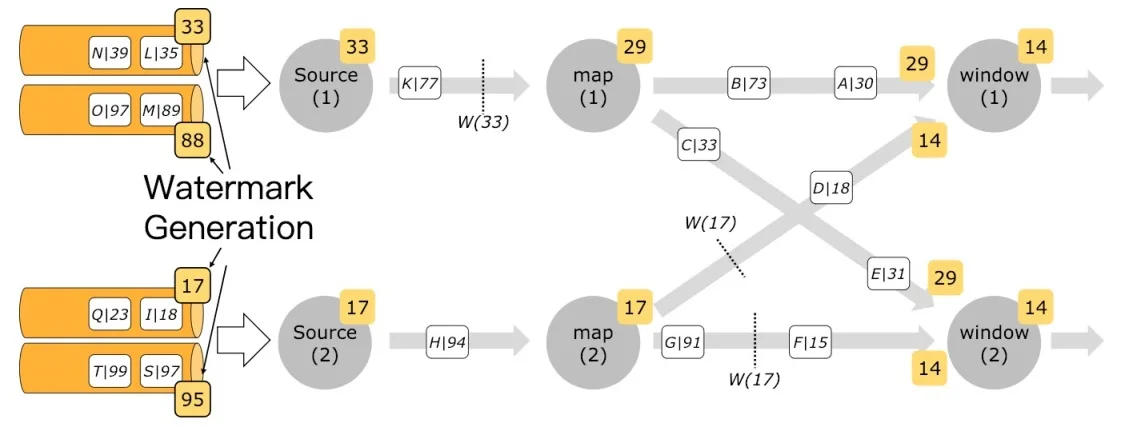 33
N|39
L|35
O|97
M|89
88
Watermark
Generation
17
Q|23
I|18
T|99
S|97
95
33
Source
(1)
K|77
W(33)
29
map
(1)
B|73
A|30
29
14
window
(1)
C|33
14
D|18
W(17)
E|31
29
17
Source
(2)
H|94
17
map
(2)
G|91
F|15
W(17)
14
14
window
(2)